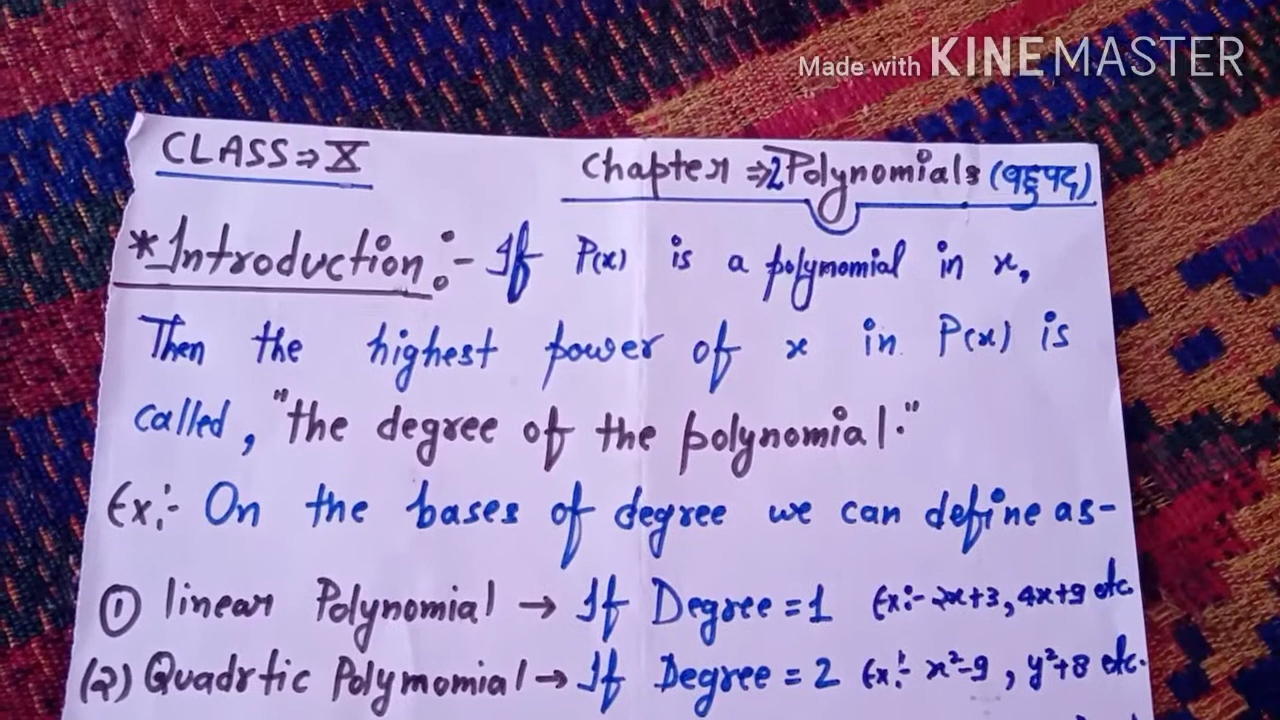 Made with KINEMASTER
CLASS⇒X Chapter ⇒2 Polynomials (बहुपद)
*Introduction:- If P(x) is a polynomial in x,
Then the highest power of x in P(x) is
called, "the degree of the polynomial."
Ex:- On the bases of degree we can define as-
① linear Polynomial → If Degree = 1 Ex:- 2x+3, 4x+9 etc.
(2) Quadrtic Polymomial → If Degree = 2 Ex:- x²-9, y²+8 etc.